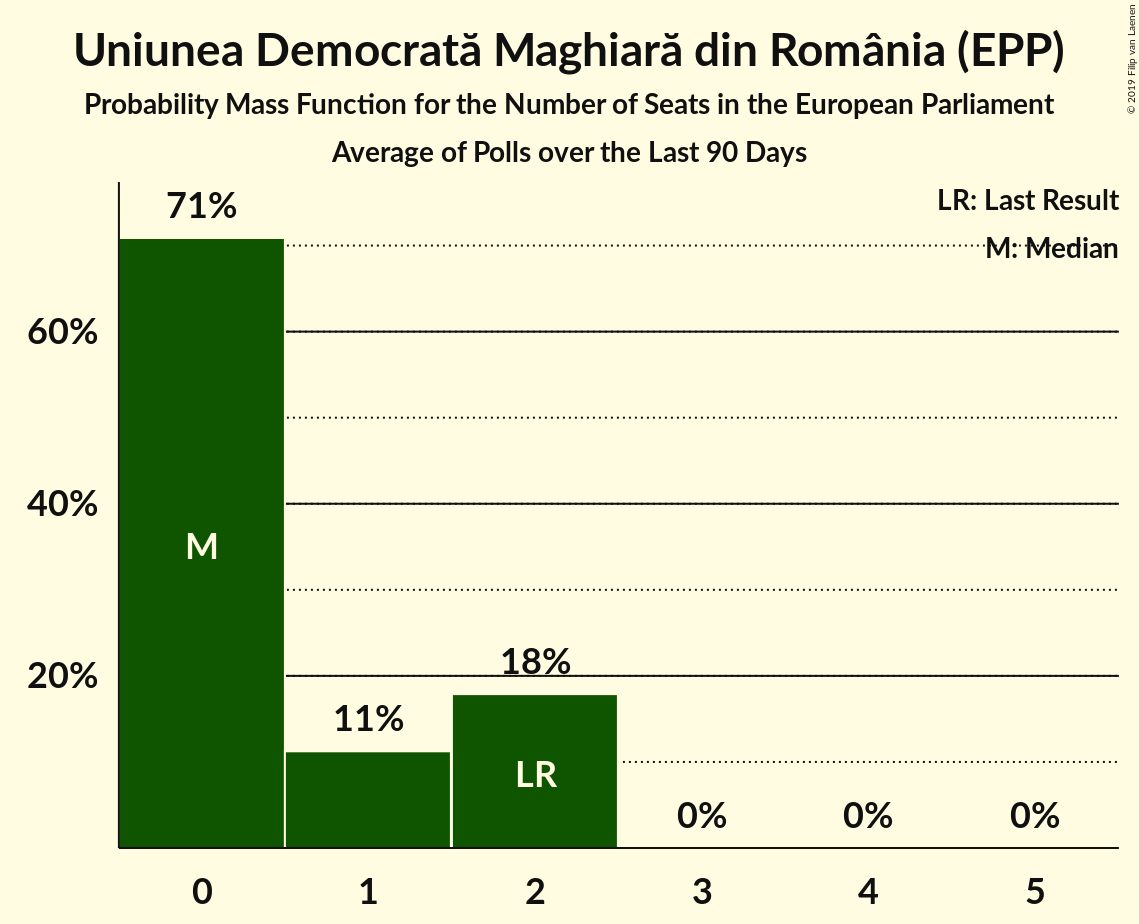 Uniunea Democrată Maghiară din România (EPP)
Probability Mass Function for the Number of Seats in the European Parliament
Average of Polls over the Last 90 Days
© 2019 Filip van Laenen
LR: Last Result
M: Median
71%
60%
40%
M
20%
18%
11%
LR
0%
0%
0%
0
1
2
3
4
5